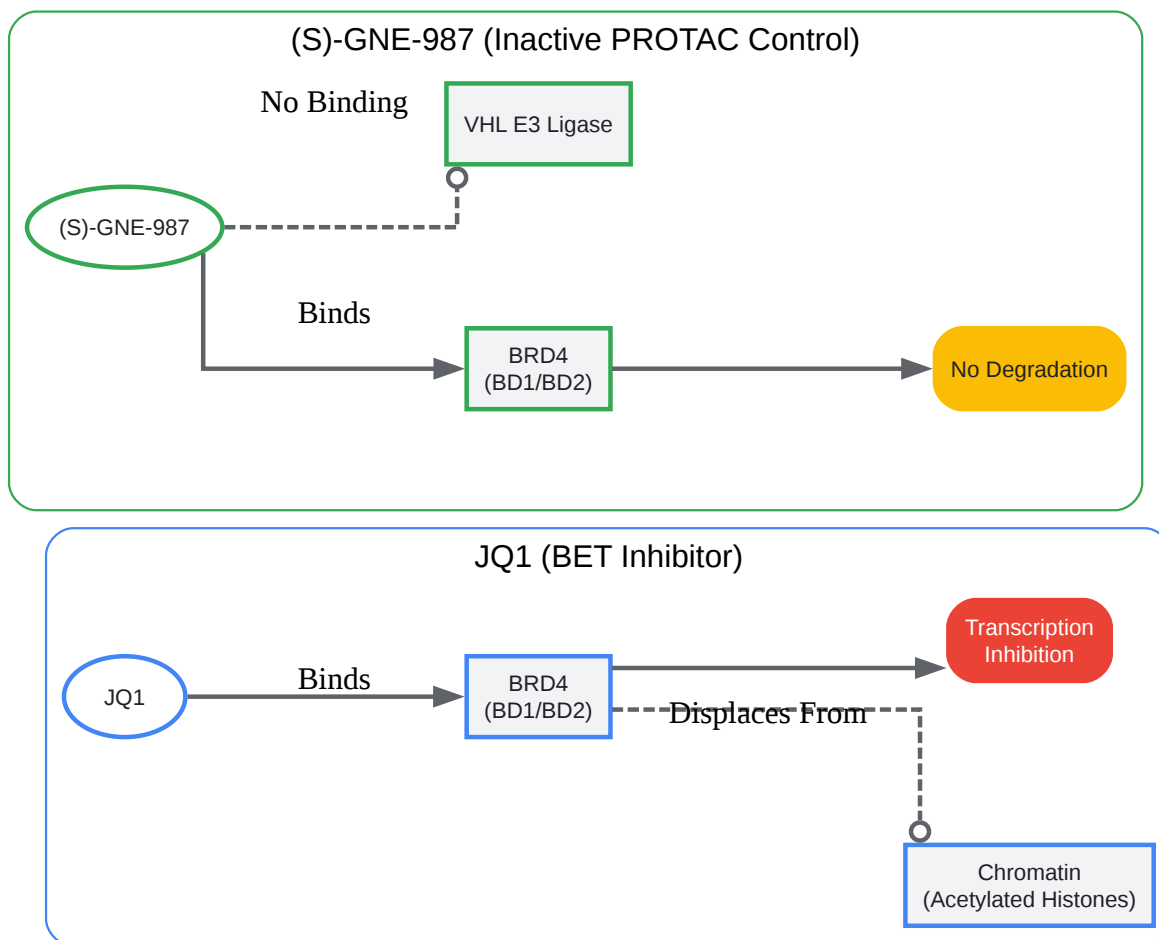 (S)-GNE-987 (Inactive PROTAC Control)
No Binding
VHL E3 Ligase
(S)-GNE-987
Binds
BRD4
(BD1/BD2)
No Degradation
JQ1 (BET Inhibitor)
Transcription
Inhibition
JQ1
Binds
BRD4
(BD1/BD2)
Displaces From
Chromatin
(Acetylated Histones)